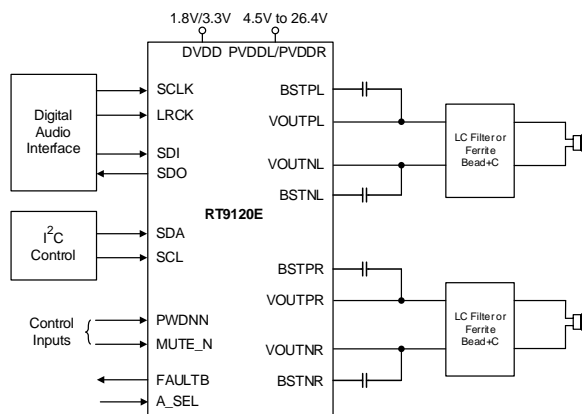 1.8V/3.3V
4.5V to 26.4V
DVDD
PVDDL/PVDDR
Digital
Audio
Interface
SCLK
LRCK
SDI
SDO
I2C
Control
SDA
SCL
Control
Inputs
PWDNN
MUTE_N
FAULTB
A_SEL
RT9120E
BSTPL
VOUTPL
VOUTNL
BSTNL
BSTPR
VOUTPR
VOUTNR
BSTNR
LC Filter or
Ferrite
Bead+C
LC Filter or
Ferrite
Bead+C